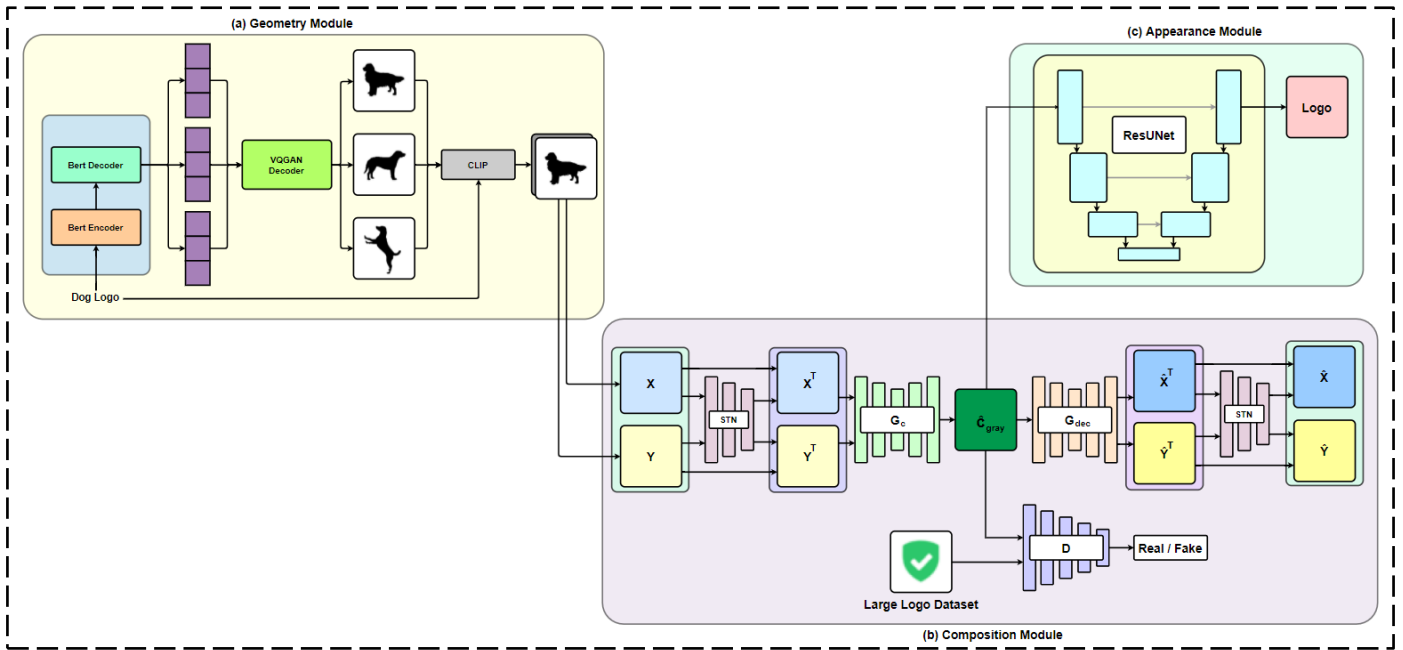 (a) Geometry Module
Bert Decoder
Bert Encoder
Dog Logo
VQGAN
Decoder
CLIP
(c) Appearance Module
ResUNet
Logo
X
Y
STN
X^T
Y^T
G_c
Ĉ_gray
G_dec
X̂^T
Ŷ^T
STN
X̂
Ŷ
Large Logo Dataset
D
Real / Fake
(b) Composition Module